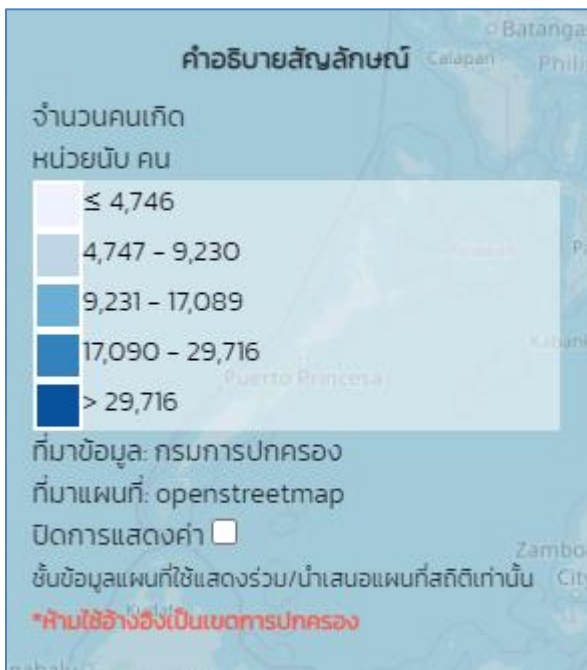 Batanga
คำอธิบายสัญลักษณ์
Calapan
Phili
จำนวนคนเกิด
หน่วยนับ คน
≤ 4,746
4,747 - 9,230
9,231 - 17,089
17,090 - 29,716
Puerto Princesa
> 29,716
ที่มาข้อมูล: กรมการปกครอง
ที่มาแผนที่: openstreetmap
ปิดการแสดงค่า
Zambo
City
ชั้นข้อมูลแผนที่ใช้แสดงร่วม/นำเสนอแผนที่สถิติเท่านั้น
*ห้ามใช้อ้างอิงเป็นเขตการปกครอง